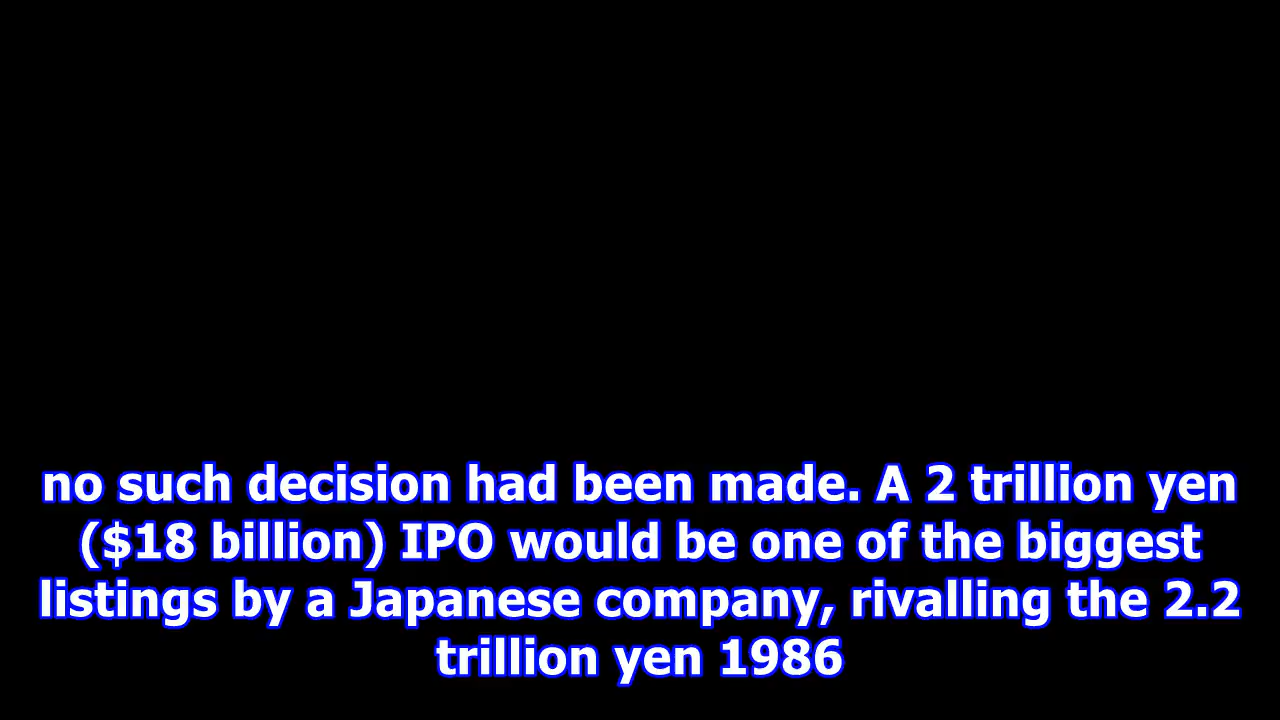 no such decision had been made. A 2 trillion yen
($18 billion) IPO would be one of the biggest
listings by a Japanese company, rivalling the 2.2
trillion yen 1986